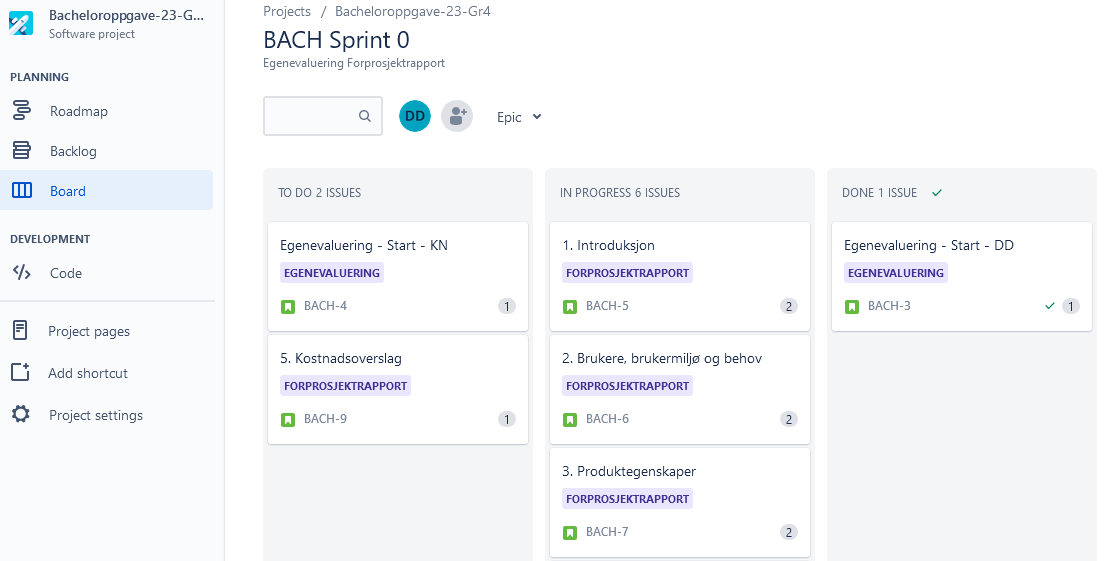 Bacheloroppgave-23-G...
Software project
PLANNING
Roadmap
Backlog
Board
DEVELOPMENT
Code
Project pages
Add shortcut
Project settings
Projects / Bacheloroppgave-23-Gr4
BACH Sprint 0
Egenevaluering Forprosjektrapport
DD
Epic
TO DO 2 ISSUES
Egenevaluering - Start - KN
EGENEVALUERING
BACH-4 1
5. Kostnadsoverslag
FORPROSJEKTRAPPORT
BACH-9 1
IN PROGRESS 6 ISSUES
1. Introduksjon
FORPROSJEKTRAPPORT
BACH-5 2
2. Brukere, brukermiljø og behov
FORPROSJEKTRAPPORT
BACH-6 2
3. Produktegenskaper
FORPROSJEKTRAPPORT
BACH-7 2
DONE 1 ISSUE
Egenevaluering - Start - DD
EGENEVALUERING
BACH-3 1